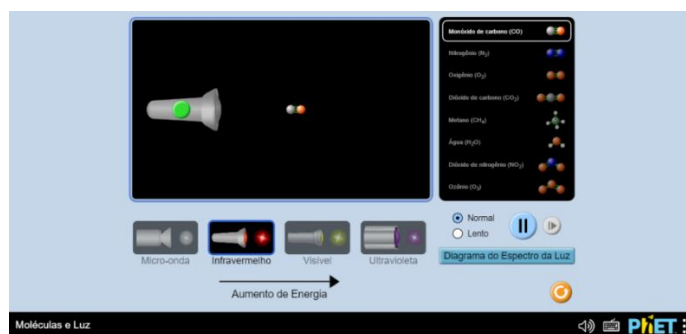 Monóxido de carbono (CO)
Nitrogênio (N₂)
Oxigênio (O₂)
Dióxido de carbono (CO₂)
Metano (CH₄)
Água (H₂O)
Dióxido de nitrogênio (NO₂)
Ozônio (O₃)
Micro-onda
Infravermelho
Visível
Ultravioleta
Aumento de Energia
Normal
Lento
Diagrama do Espectro da Luz
Moléculas e Luz
PhET